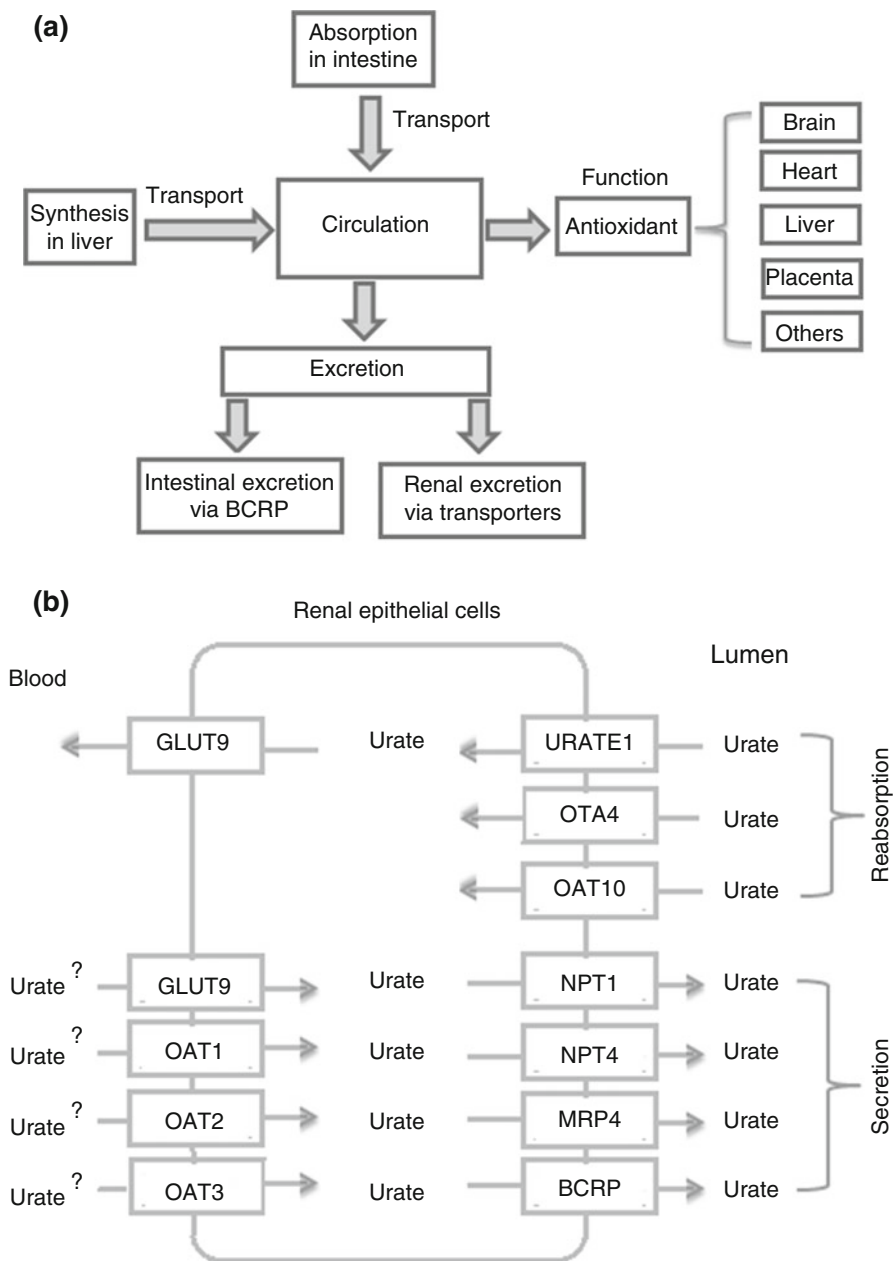 (a)
Absorption
in intestine
Transport
Brain
Heart
Liver
Placenta
Others
Function
Antioxidant
Transport
Synthesis
in liver
Circulation
Excretion
Intestinal excretion
via BCRP
Renal excretion
via transporters
(b)
Renal epithelial cells
Blood
Lumen
GLUT9 Urate URATE1 Urate
OTA4 Urate
OAT10 Urate
Reabsorption
Urate ? GLUT9 Urate NPT1 Urate
Urate ? OAT1 Urate NPT4 Urate
Urate ? OAT2 Urate MRP4 Urate
Urate ? OAT3 Urate BCRP Urate
Secretion